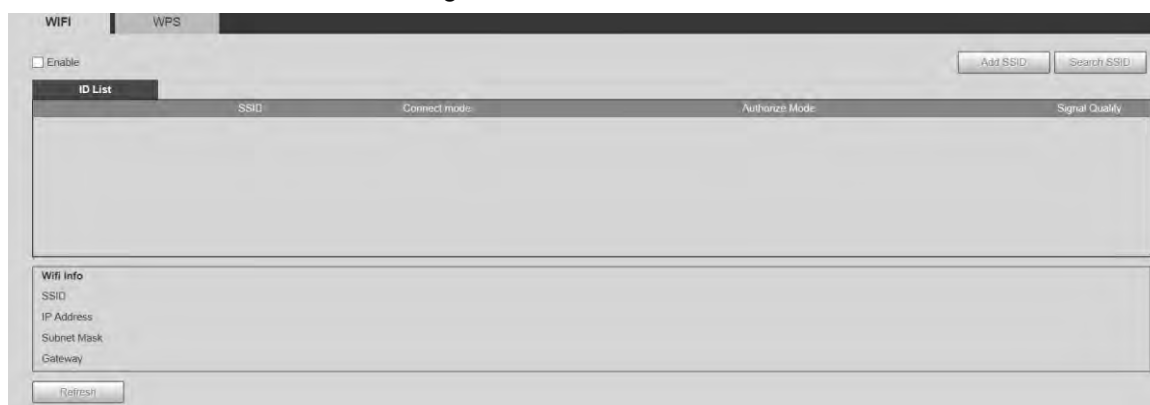 WIFI WPS
Enable Add SSID Search SSID
ID List
SSID Connect mode Authorize Mode Signal Quality
Wifi Info
SSID
IP Address
Subnet Mask
Gateway
Refresh